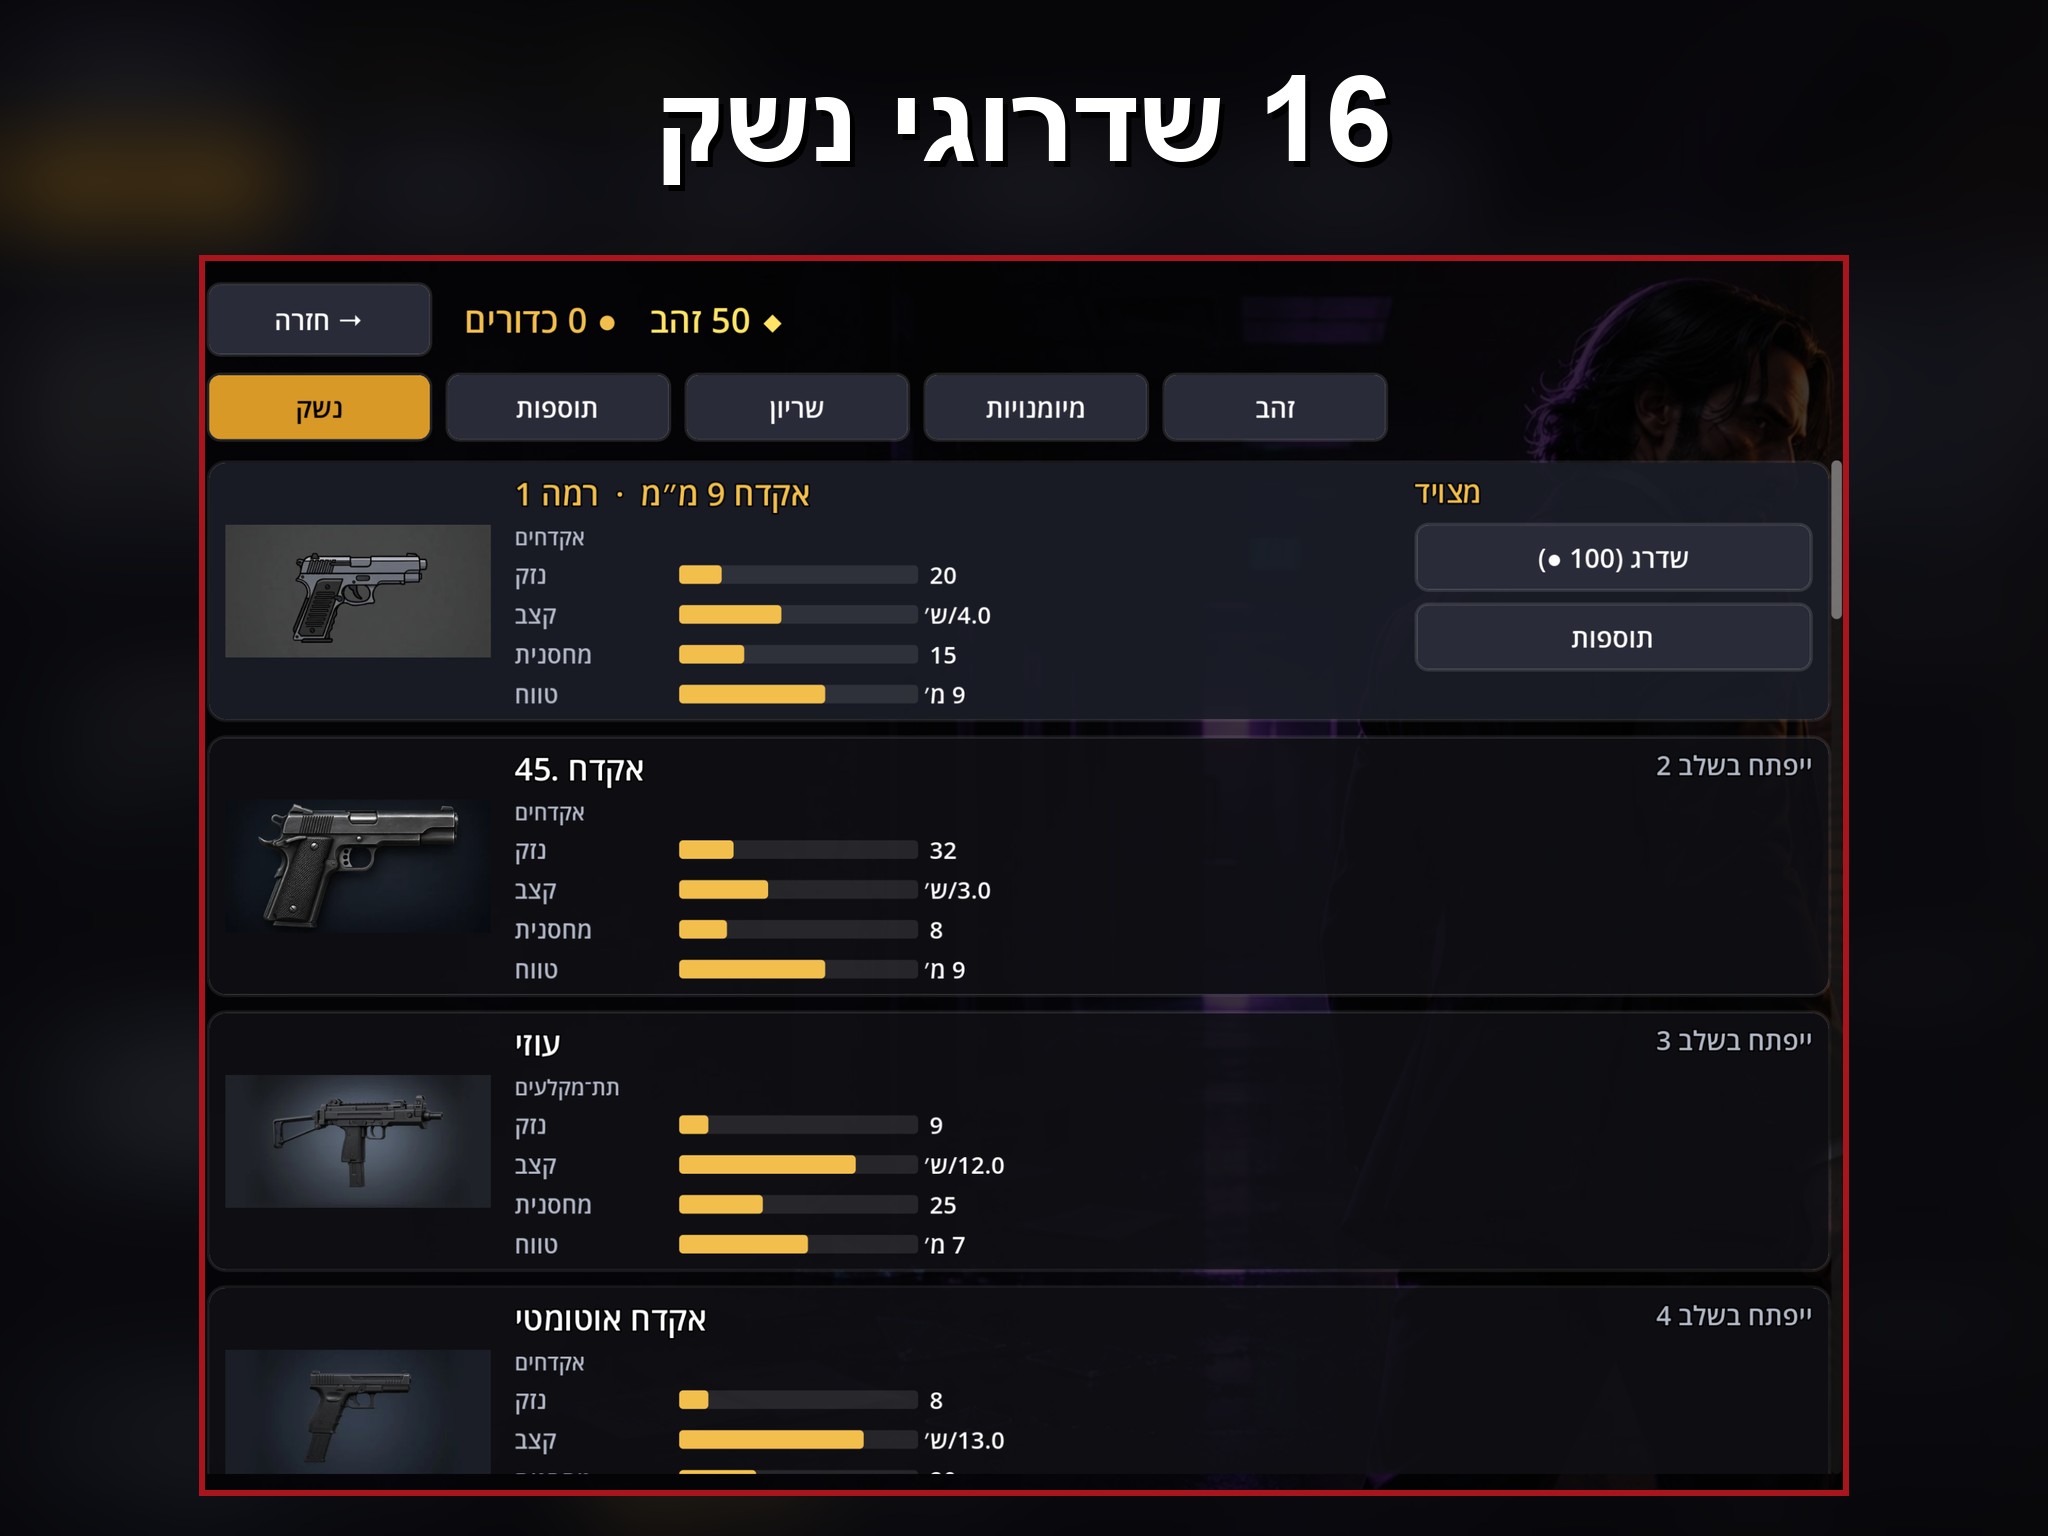 16 שדרוגי נשק
→ חזרה
● 0 כדורים
◆ 50 זהב
נשק
תוספות
שריון
מיומנויות
זהב
אקדח 9 מ״מ · רמה 1
מצויד
אקדחים
שדרג (100 ●)
נזק 20
קצב 4.0/ש׳
תוספות
מחסנית 15
טווח 9 מ׳
אקדח .45
ייפתח בשלב 2
אקדחים
נזק 32
קצב 3.0/ש׳
מחסנית 8
טווח 9 מ׳
עוזי
ייפתח בשלב 3
תת־מקלעים
נזק 9
קצב 12.0/ש׳
מחסנית 25
טווח 7 מ׳
אקדח אוטומטי
ייפתח בשלב 4
אקדחים
נזק 8
קצב 13.0/ש׳